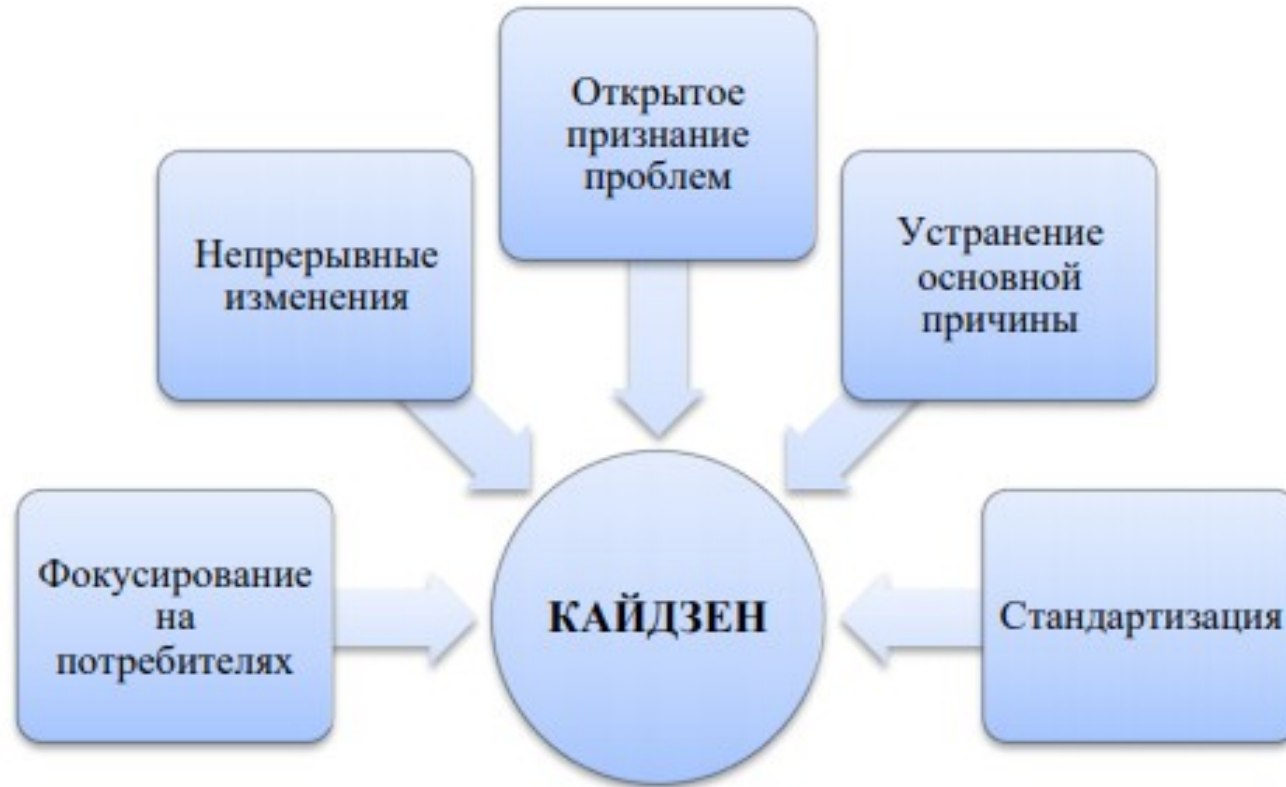 Открытое
признание
проблем
Непрерывные
изменения
Устранение
основной
причины
Фокусирование
на
потребителях
КАЙДЗЕН
Стандартизация